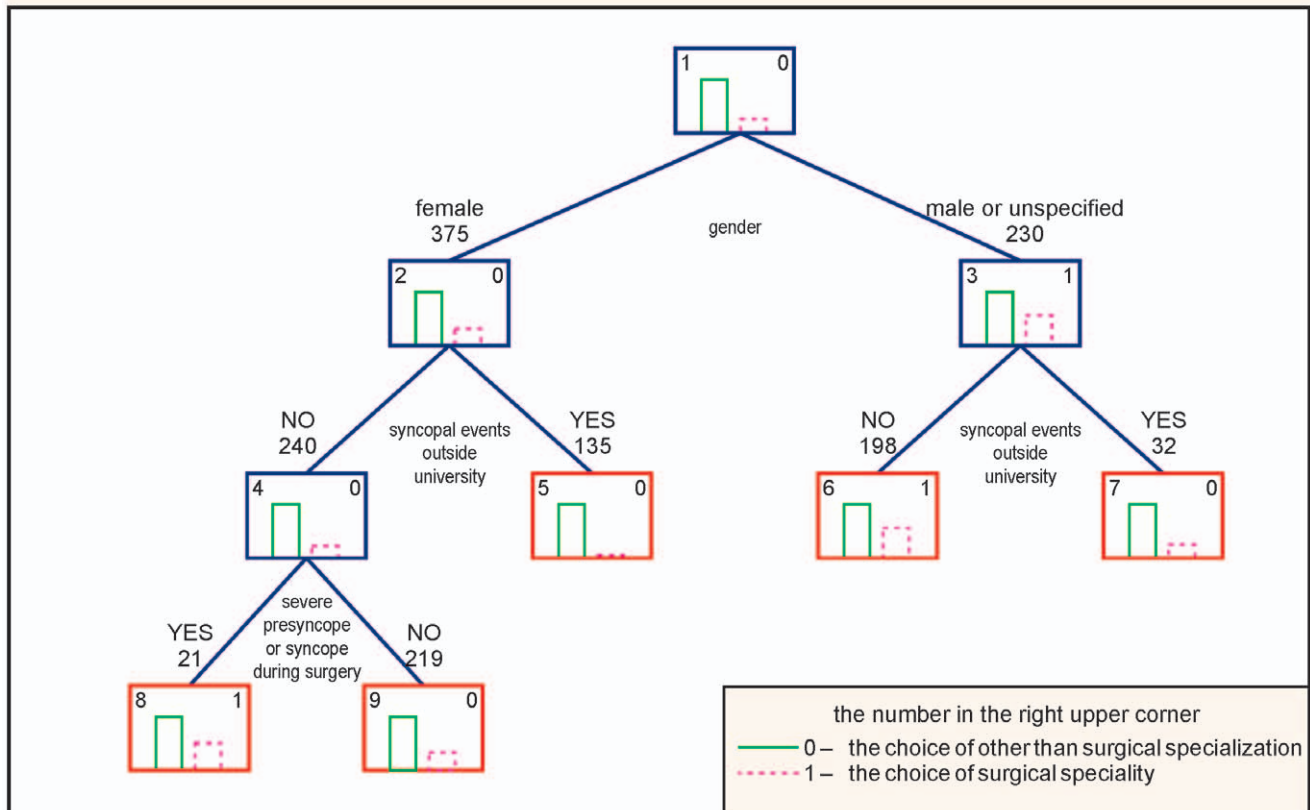 1 0
female
375
gender
male or unspecified
230
2 0
3 1
NO
240
syncopal events
outside
university
YES
135
NO
198
syncopal events
outside
university
YES
32
4 0
5 0
6 1
7 0
YES
21
severe
presyncope
or syncope
during surgery
NO
219
8 1
9 0
the number in the right upper corner
0 – the choice of other than surgical specialization
1 – the choice of surgical speciality